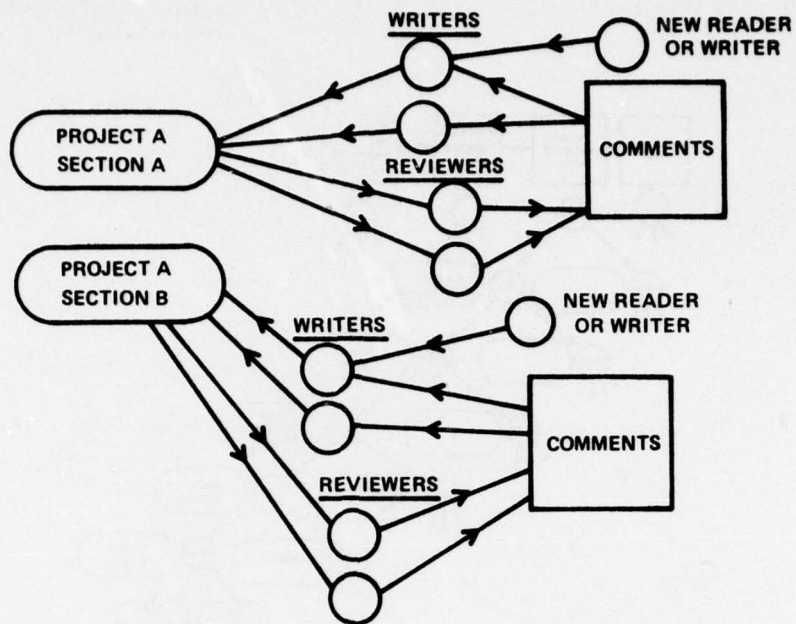 WRITERS
NEW READER
OR WRITER
PROJECT A
SECTION A
COMMENTS
REVIEWERS
PROJECT A
SECTION B
NEW READER
OR WRITER
WRITERS
COMMENTS
REVIEWERS